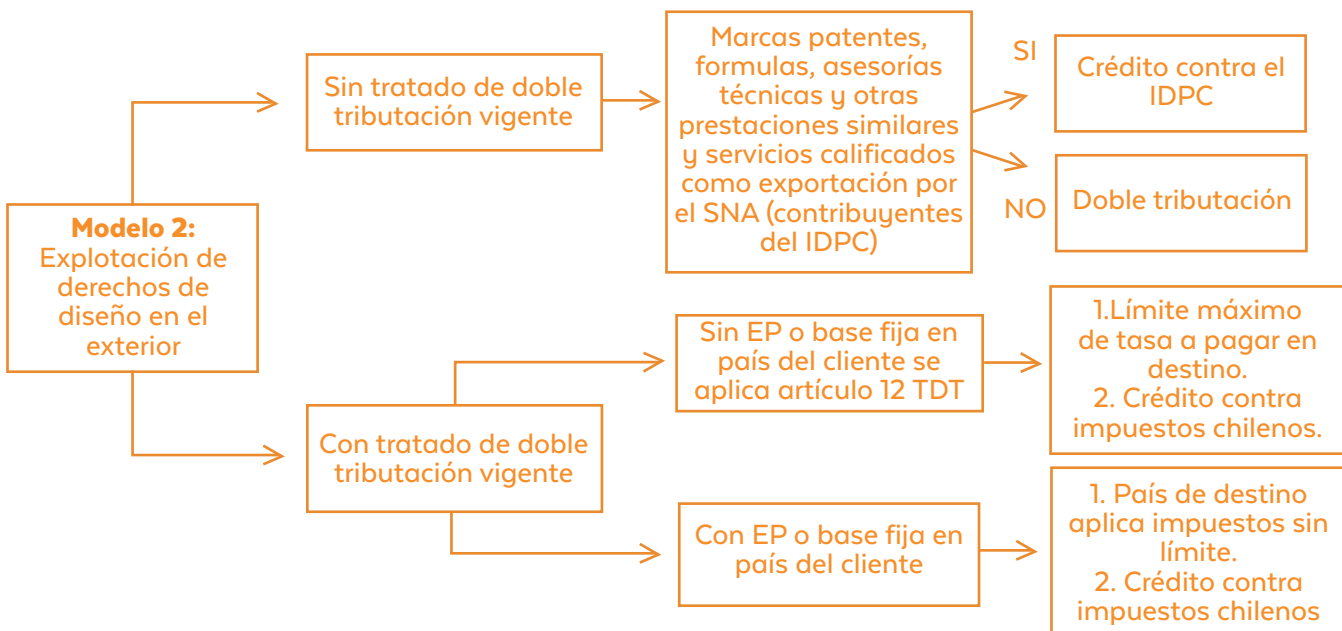 Modelo 2:
Explotación de
derechos de
diseño en el
exterior
Sin tratado de doble
tributación vigente
Marcas patentes,
formulas, asesorías
técnicas y otras
prestaciones similares
y servicios calificados
como exportación por
el SNA (contribuyentes
del IDPC)
SI
Crédito contra el
IDPC
NO
Doble tributación
Con tratado de doble
tributación vigente
Sin EP o base fija en
país del cliente se
aplica artículo 12 TDT
1.Límite máximo
de tasa a pagar en
destino.
2. Crédito contra
impuestos chilenos.
Con EP o base fija en
país del cliente
1. País de destino
aplica impuestos sin
límite.
2. Crédito contra
impuestos chilenos